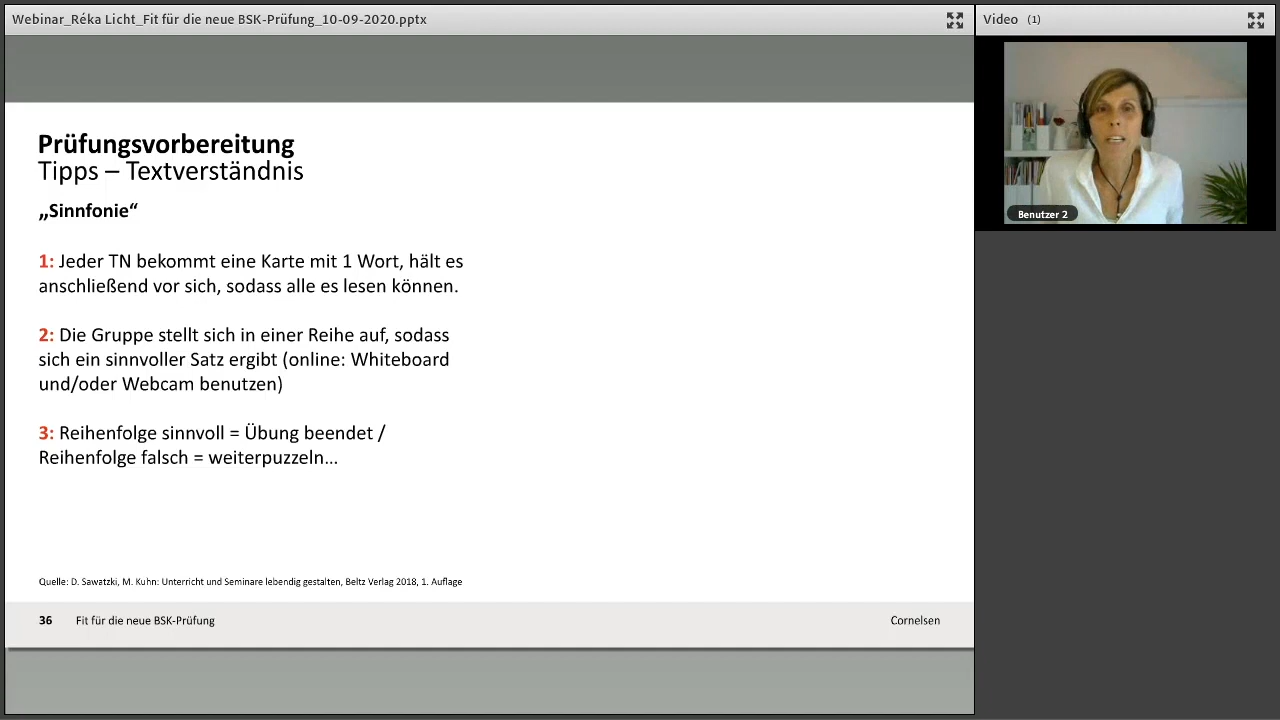 Webinar_Réka Licht_Fit für die neue BSK-Prüfung_10-09-2020.pptx
Video (1)
Benutzer 2
Prüfungsvorbereitung
Tipps – Textverständnis
„Sinnfonie“
1: Jeder TN bekommt eine Karte mit 1 Wort, hält es
anschließend vor sich, sodass alle es lesen können.
2: Die Gruppe stellt sich in einer Reihe auf, sodass
sich ein sinnvoller Satz ergibt (online: Whiteboard
und/oder Webcam benutzen)
3: Reihenfolge sinnvoll = Übung beendet /
Reihenfolge falsch = weiterpuzzeln...
Quelle: D. Sawatzki, M. Kuhn: Unterricht und Seminare lebendig gestalten, Beltz Verlag 2018, 1. Auflage
36 Fit für die neue BSK-Prüfung Cornelsen